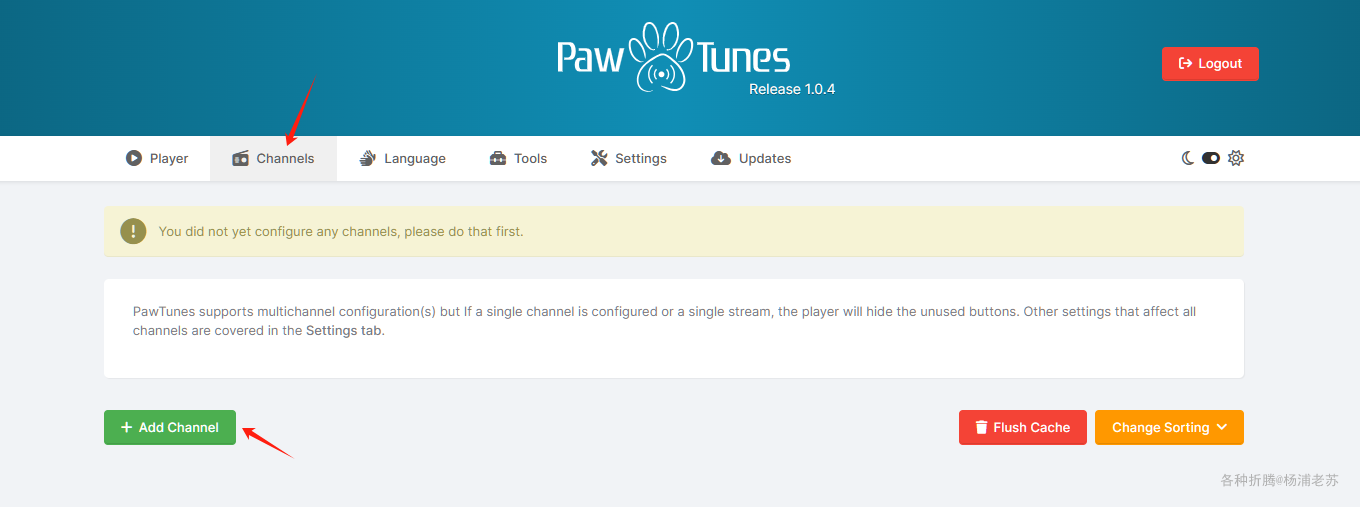 Paw Tunes
Release 1.0.4
Logout
Player Channels Language Tools Settings Updates
You did not yet configure any channels, please do that first.
PawTunes supports multichannel configuration(s) but If a single channel is configured or a single stream, the player will hide the unused buttons. Other settings that affect all
channels are covered in the Settings tab.
Add Channel Flush Cache Change Sorting
各种折腾@杨浦老苏